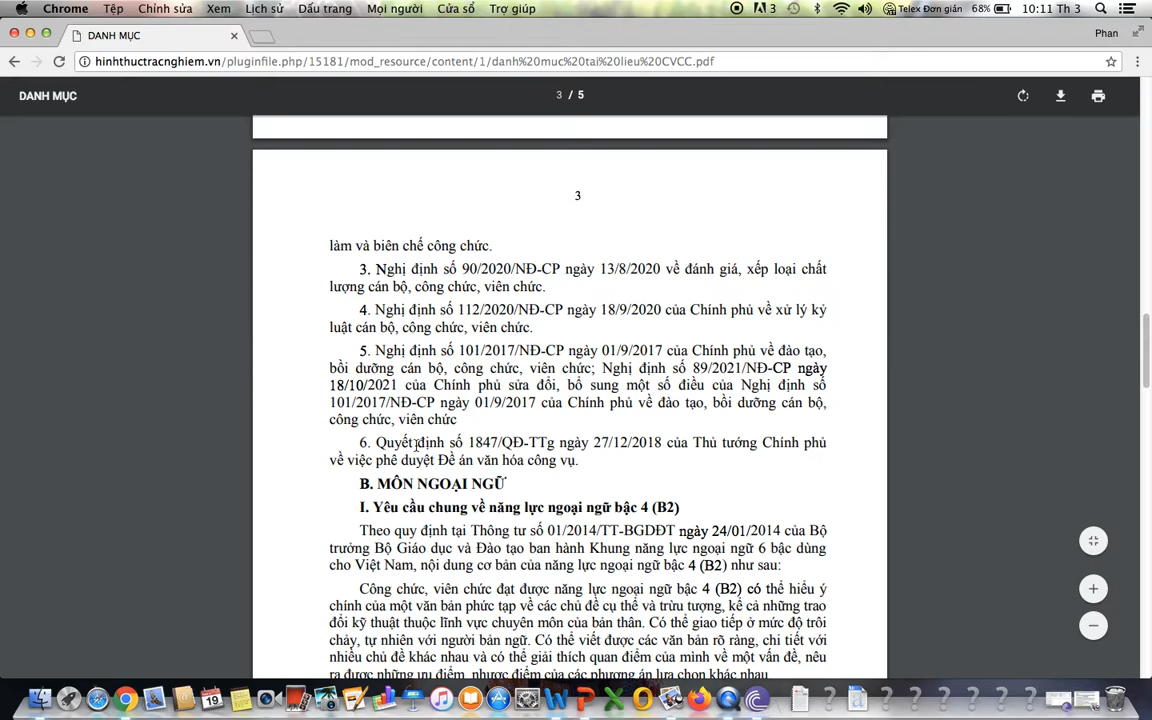 Chrome Tệp Chỉnh sửa Xem Lịch sử Dấu trang Mọi người Cửa sổ Trợ giúp 3 Telex Đơn giản 68% 10:11 Th 3
DANH MỤC
Phan
hinhthuctracnghiem.vn/pluginfile.php/15181/mod_resource/content/1/danh%20muc%20tai%20lieu%20CVCC.pdf
DANH MỤC 3 / 5
3
làm và biên chế công chức.
3. Nghị định số 90/2020/NĐ-CP ngày 13/8/2020 về đánh giá, xếp loại chất
lượng cán bộ, công chức, viên chức.
4. Nghị định số 112/2020/NĐ-CP ngày 18/9/2020 của Chính phủ về xử lý kỷ
luật cán bộ, công chức, viên chức.
5. Nghị định số 101/2017/NĐ-CP ngày 01/9/2017 của Chính phủ về đào tạo,
bồi dưỡng cán bộ, công chức, viên chức; Nghị định số 89/2021/NĐ-CP ngày
18/10/2021 của Chính phủ sửa đổi, bổ sung một số điều của Nghị định số
101/2017/NĐ-CP ngày 01/9/2017 của Chính phủ về đào tạo, bồi dưỡng cán bộ,
công chức, viên chức
6. Quyết định số 1847/QĐ-TTg ngày 27/12/2018 của Thủ tướng Chính phủ
về việc phê duyệt Đề án văn hóa công vụ.
B. MÔN NGOẠI NGỮ
I. Yêu cầu chung về năng lực ngoại ngữ bậc 4 (B2)
Theo quy định tại Thông tư số 01/2014/TT-BGDĐT ngày 24/01/2014 của Bộ
trưởng Bộ Giáo dục và Đào tạo ban hành Khung năng lực ngoại ngữ 6 bậc dùng
cho Việt Nam, nội dung cơ bản của năng lực ngoại ngữ bậc 4 (B2) như sau:
Công chức, viên chức đạt được năng lực ngoại ngữ bậc 4 (B2) có thể hiểu ý
chính của một văn bản phức tạp về các chủ đề cụ thể và trừu tượng, kể cả những trao
đổi kỹ thuật thuộc lĩnh vực chuyên môn của bản thân. Có thể giao tiếp ở mức độ trôi
chảy, tự nhiên với người bản ngữ. Có thể viết được các văn bản rõ ràng, chi tiết với
nhiều chủ đề khác nhau và có thể giải thích quan điểm của mình về một vấn đề, nêu
ra được những ưu điểm, nhược điểm của các phương án lựa chọn khác nhau
19